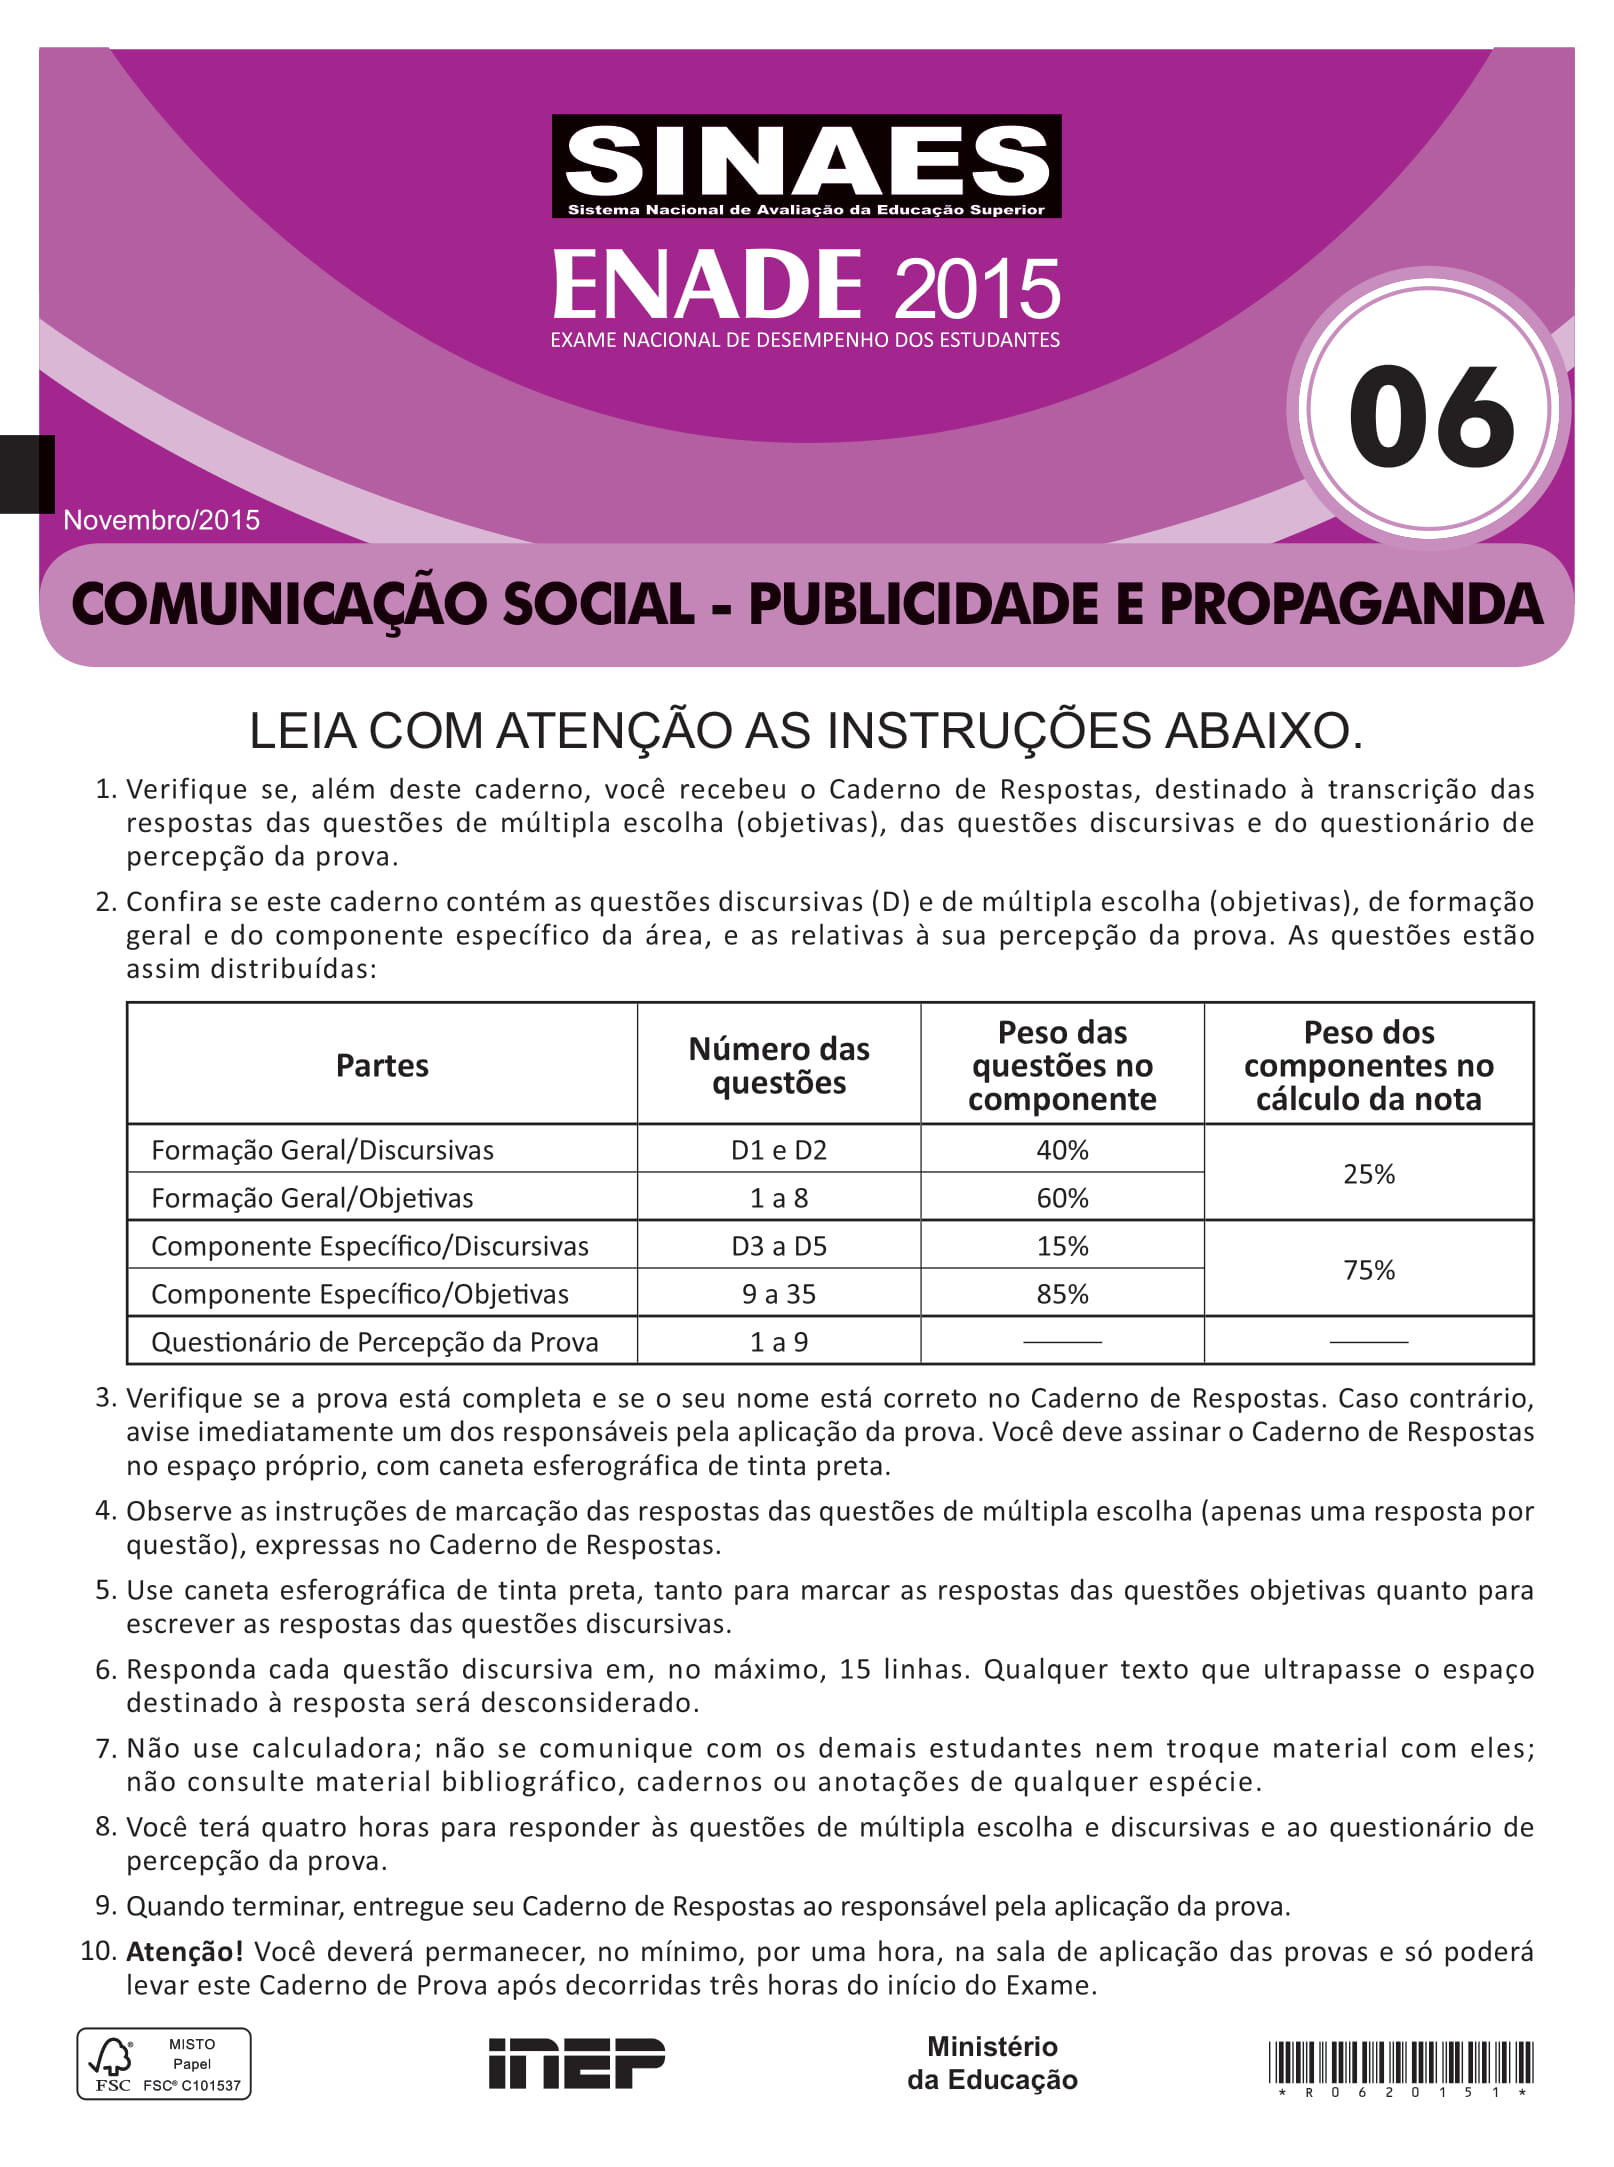 SINAES
Sistema Nacional de Avaliação da Educação Superior
ENADE 2015
EXAME NACIONAL DE DESEMPENHO DOS ESTUDANTES
06
Novembro/2015
COMUNICAÇÃO SOCIAL - PUBLICIDADE E PROPAGANDA
LEIA COM ATENÇÃO AS INSTRUÇÕES ABAIXO.
1. Verifique se, além deste caderno, você recebeu o Caderno de Respostas, destinado à transcrição das
respostas das questões de múltipla escolha (objetivas), das questões discursivas e do questionário de
percepção da prova.
2. Confira se este caderno contém as questões discursivas (D) e de múltipla escolha (objetivas), de formação
geral e do componente específico da área, e as relativas à sua percepção da prova. As questões estão
assim distribuídas:
Partes
Número das
questões
Peso das
questões no
componente
Peso dos
componentes no
cálculo da nota
Formação Geral/Discursivas D1 e D2 40%
25%
Formação Geral/Objetivas 1 a 8 60%
Componente Específico/Discursivas D3 a D5 15%
75%
Componente Específico/Objetivas 9 a 35 85%
Questionário de Percepção da Prova 1 a 9
3. Verifique se a prova está completa e se o seu nome está correto no Caderno de Respostas. Caso contrário,
avise imediatamente um dos responsáveis pela aplicação da prova. Você deve assinar o Caderno de Respostas
no espaço próprio, com caneta esferográfica de tinta preta.
4. Observe as instruções de marcação das respostas das questões de múltipla escolha (apenas uma resposta por
questão), expressas no Caderno de Respostas.
5. Use caneta esferográfica de tinta preta, tanto para marcar as respostas das questões objetivas quanto para
escrever as respostas das questões discursivas.
6. Responda cada questão discursiva em, no máximo, 15 linhas. Qualquer texto que ultrapasse o espaço
destinado à resposta será desconsiderado.
7. Não use calculadora; não se comunique com os demais estudantes nem troque material com eles;
não consulte material bibliográfico, cadernos ou anotações de qualquer espécie.
8. Você terá quatro horas para responder às questões de múltipla escolha e discursivas e ao questionário de
percepção da prova.
9. Quando terminar, entregue seu Caderno de Respostas ao responsável pela aplicação da prova.
10. Atenção! Você deverá permanecer, no mínimo, por uma hora, na sala de aplicação das provas e só poderá
levar este Caderno de Prova após decorridas três horas do início do Exame.
FSC
®
MISTO
Papel
FSC® C101537
INEP
Ministério
da Educação
* R 0 6 2 0 1 5 1 *